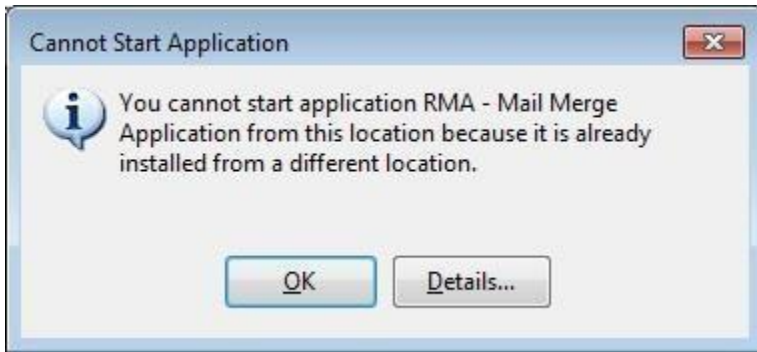 Cannot Start Application
You cannot start application RMA - Mail Merge
Application from this location because it is already
installed from a different location.
OK
Details...